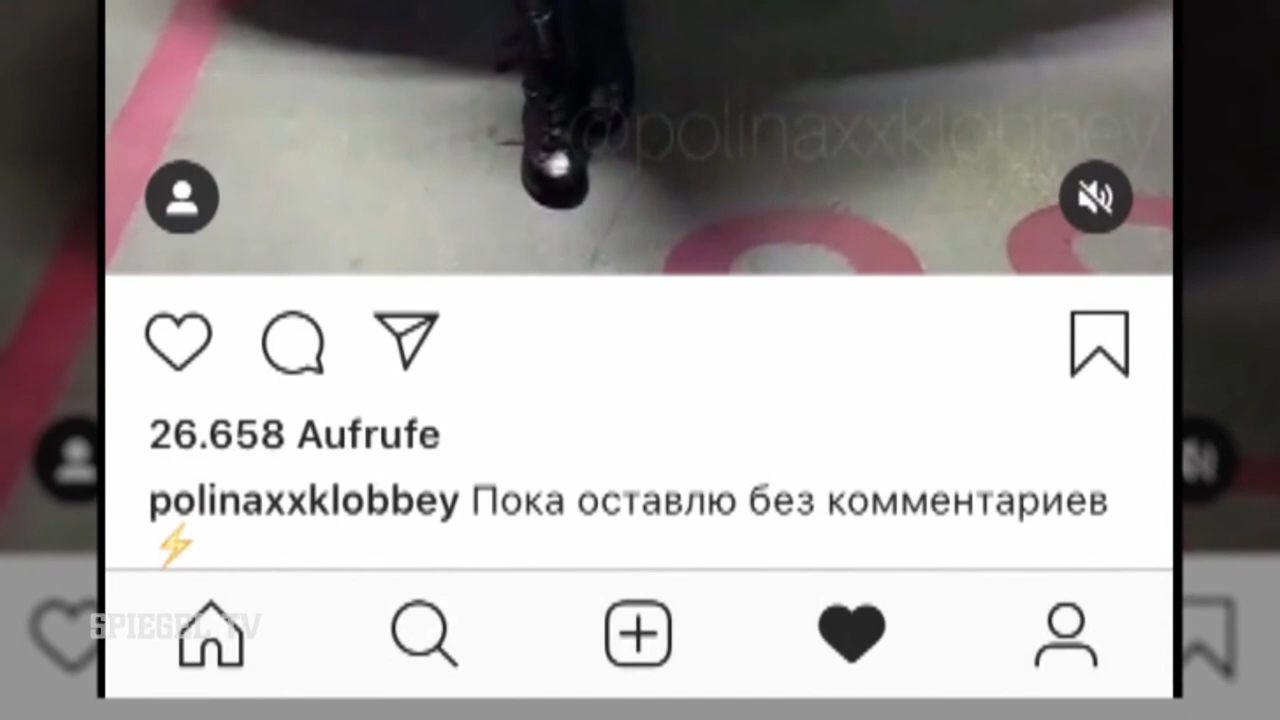 @polinaxxklobbey
26.658 Aufrufe
polinaxxklobbey Пока оставлю без комментариев
⚡
SPIEGEL TV